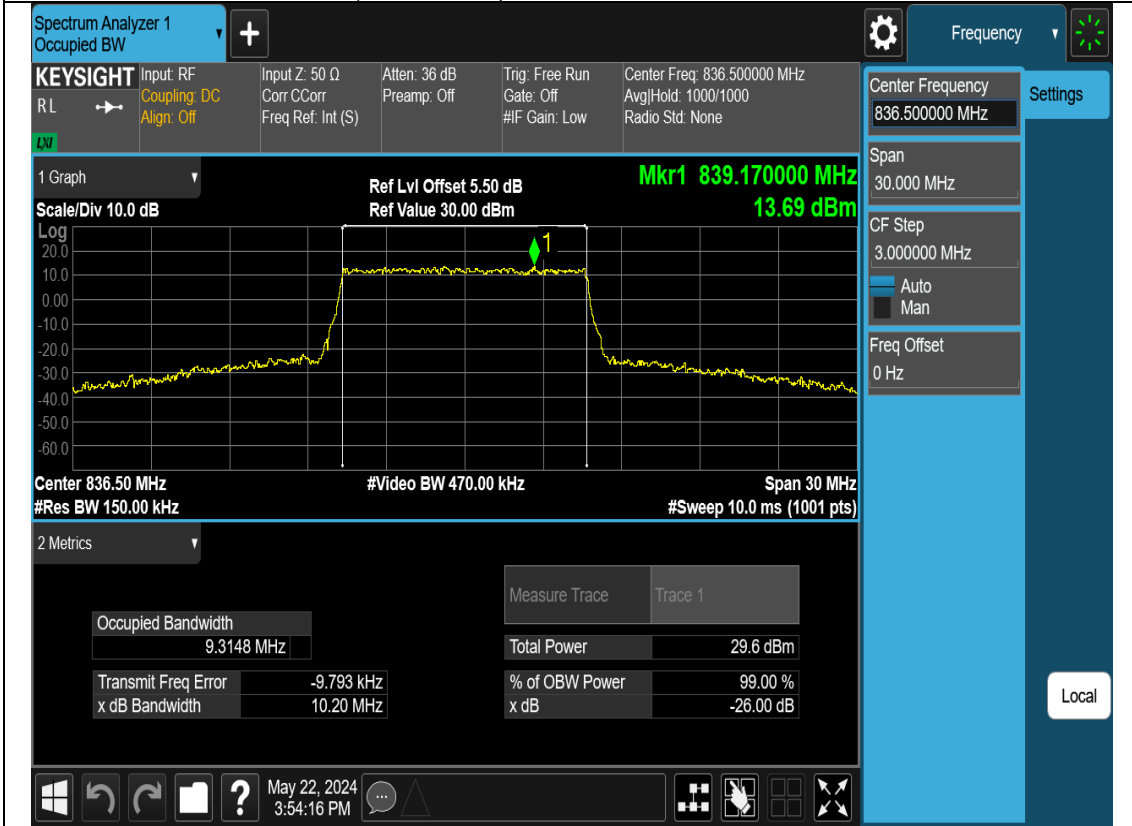 Spectrum Analyzer 1
Occupied BW
+
Frequency
KEYSIGHT
R L
LXI
Input: RF
Coupling: DC
Align: Off
Input Z: 50 Ω
Corr CCorr
Freq Ref: Int (S)
Atten: 36 dB
Preamp: Off
Trig: Free Run
Gate: Off
#IF Gain: Low
Center Freq: 836.500000 MHz
Avg|Hold: 1000/1000
Radio Std: None
Center Frequency
836.500000 MHz
Settings
Span
30.000 MHz
CF Step
3.000000 MHz
Auto
Man
Freq Offset
0 Hz
Local
1 Graph
Scale/Div 10.0 dB
Ref Lvl Offset 5.50 dB
Ref Value 30.00 dBm
Mkr1 839.170000 MHz
13.69 dBm
Log
1
20.0
10.0
0.00
-10.0
-20.0
-30.0
-40.0
-50.0
-60.0
Center 836.50 MHz
#Video BW 470.00 kHz
Span 30 MHz
#Res BW 150.00 kHz
#Sweep 10.0 ms (1001 pts)
2 Metrics
Measure Trace Trace 1
Occupied Bandwidth
9.3148 MHz
Total Power 29.6 dBm
Transmit Freq Error -9.793 kHz
% of OBW Power 99.00 %
x dB Bandwidth 10.20 MHz
x dB -26.00 dB
?
May 22, 2024
3:54:16 PM